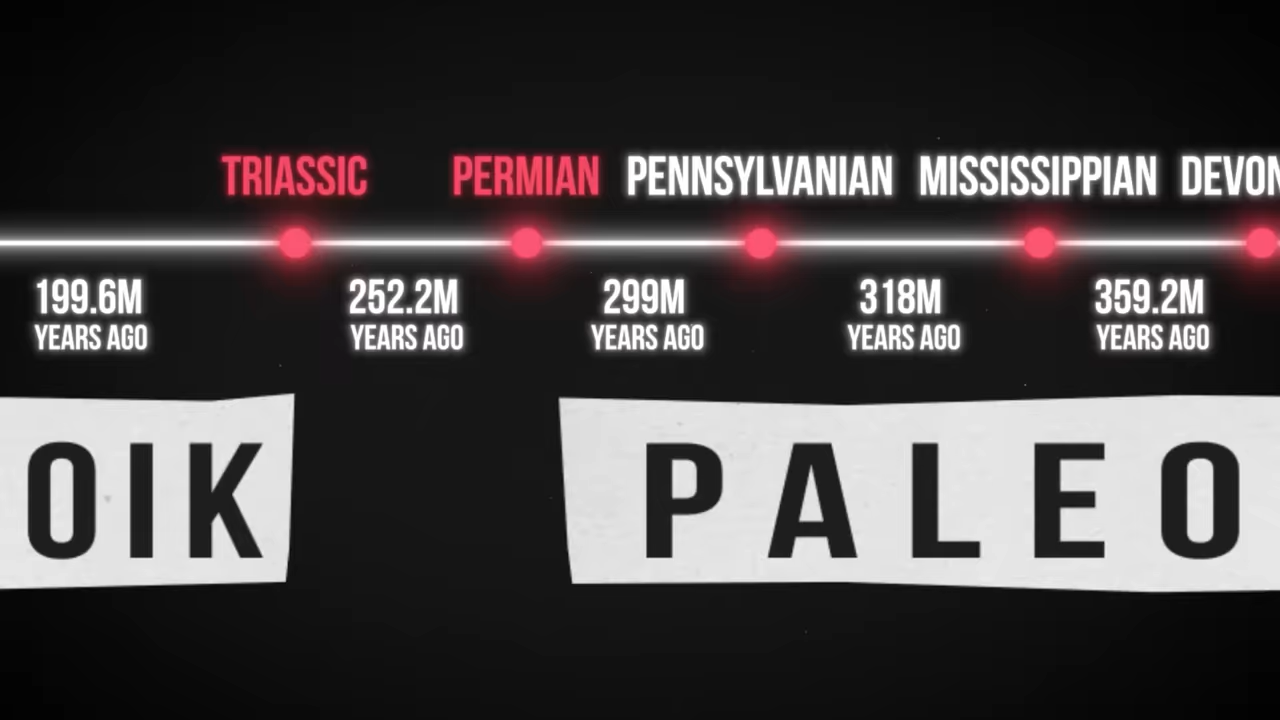 TRIASSIC PERMIAN PENNSYLVANIAN MISSISSIPPIAN DEVON
199.6M 252.2M 299M 318M 359.2M
YEARS AGO YEARS AGO YEARS AGO YEARS AGO YEARS AGO
OIK PALEO